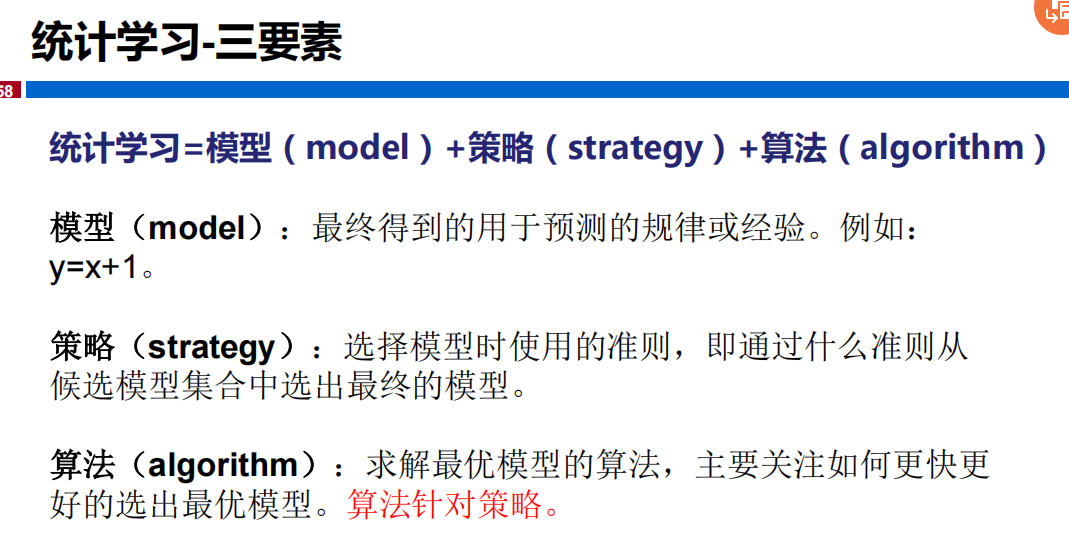 统计学习-三要素
58
统计学习=模型（model）+策略（strategy）+算法（algorithm）
模型（model）：最终得到的用于预测的规律或经验。例如：
y=x+1。
策略（strategy）：选择模型时使用的准则，即通过什么准则从
候选模型集合中选出最终的模型。
算法（algorithm）：求解最优模型的算法，主要关注如何更快更
好的选出最优模型。算法针对策略。